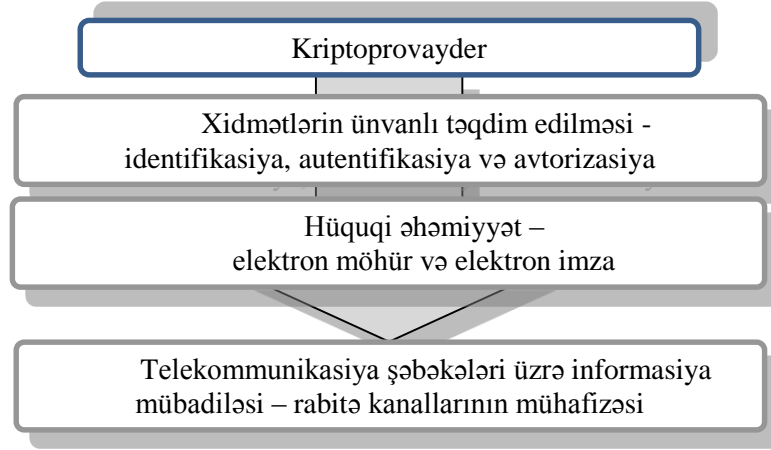 Kriptoprovayder
Xidmətlərin ünvanlı təqdim edilməsi -
identifikasiya, autentifikasiya və avtorizasiya
Hüquqi əhəmiyyət –
elektron möhür və elektron imza
Telekommunikasiya şəbəkələri üzrə informasiya
mübadiləsi – rabitə kanallarının mühafizəsi